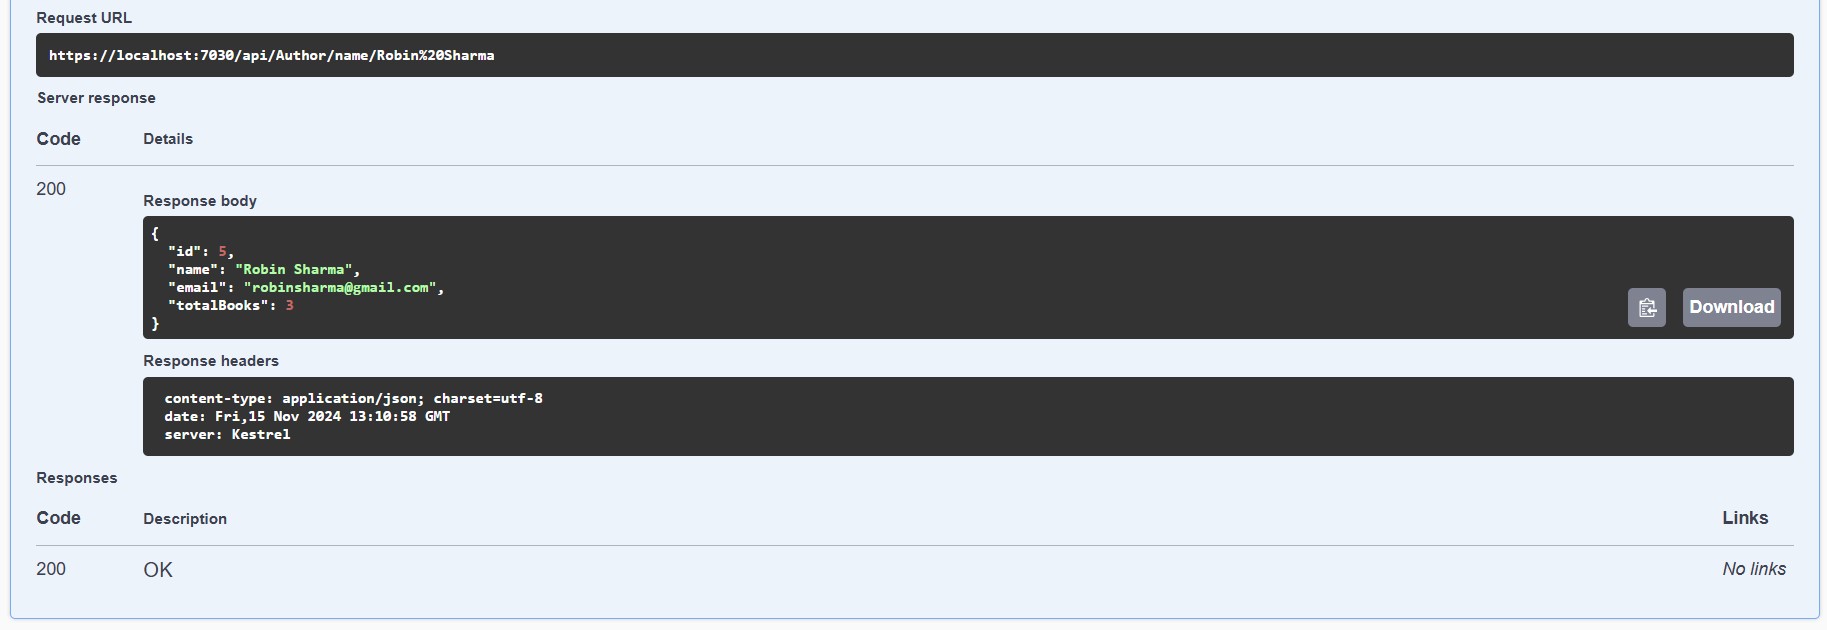 Request URL
https://localhost:7030/api/Author/name/Robin%20Sharma
Server response
Code Details
200
Response body
{
"id": 5,
"name": "Robin Sharma",
"email": "robinsharma@gmail.com",
"totalBooks": 3
}
Download
Response headers
content-type: application/json; charset=utf-8
date: Fri,15 Nov 2024 13:10:58 GMT
server: Kestrel
Responses
Code Description Links
200 OK No links